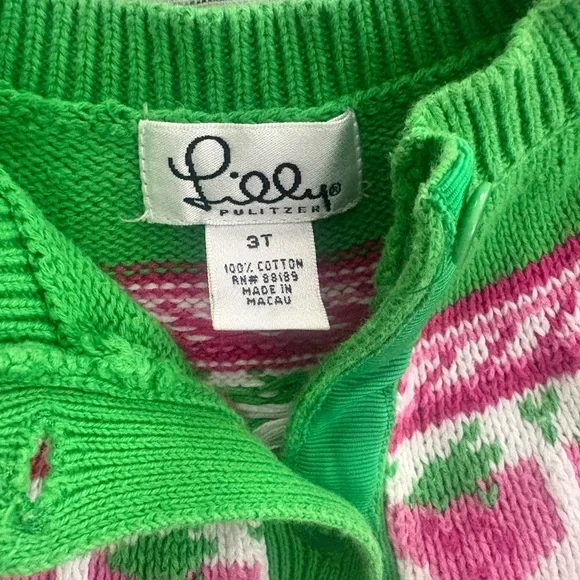 Lilly®
PULITZER
3T
100% COTTON
RN# 88189
MADE IN
MACAU